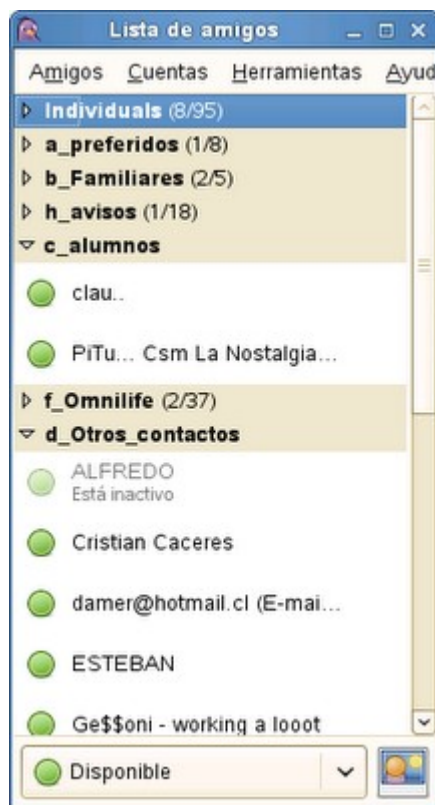 Lista de amigos
Amigos Cuentas Herramientas Ayud
Individuals (8/95)
a_preferidos (1/8)
b_Familiares (2/5)
h_avisos (1/18)
c_alumnos
clau..
PiTu... Csm La Nostalgia...
f_Omnilife (2/37)
d_Otros_contactos
ALFREDO
Está inactivo
Cristian Caceres
damer@hotmail.cl (E-mai...
ESTEBAN
Ge$$oni - working a looot
Disponible